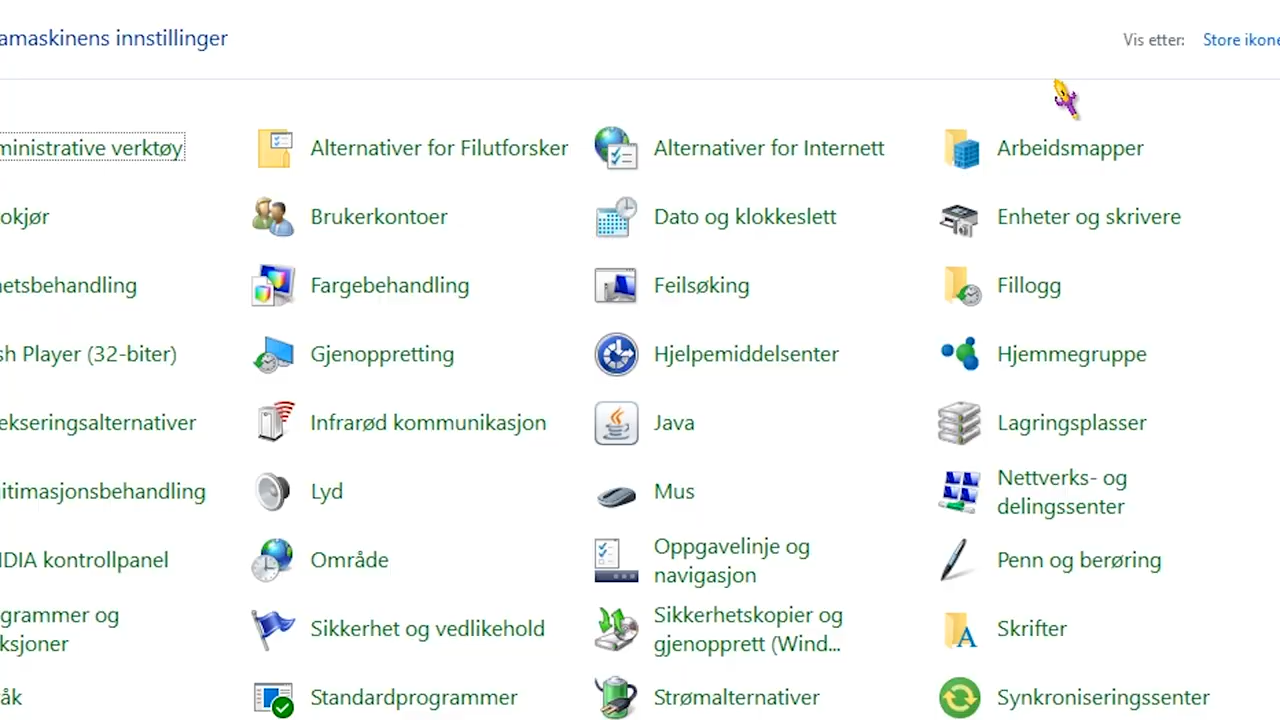 amaskinens innstillinger
Vis etter: Store ikone
ministrative verktøy
Alternativer for Filutforsker
Alternativer for Internett
Arbeidsmapper
okjør
Brukerkontoer
Dato og klokkeslett
Enheter og skrivere
netsbehandling
Fargebehandling
Feilsøking
Fillogg
sh Player (32-biter)
Gjenoppretting
Hjelpemiddelsenter
Hjemmegruppe
ekseringsalternativer
Infrarød kommunikasjon
Java
Lagringsplasser
gitimasjonsbehandling
Lyd
Mus
Nettverks- og
delingssenter
IDIA kontrollpanel
Område
Oppgavelinje og
navigasjon
Penn og berøring
ogrammer og
ksjoner
Sikkerhet og vedlikehold
Sikkerhetskopier og
gjenopprett (Wind...
Skrifter
åk
Standardprogrammer
Strømalternativer
Synkroniseringssenter